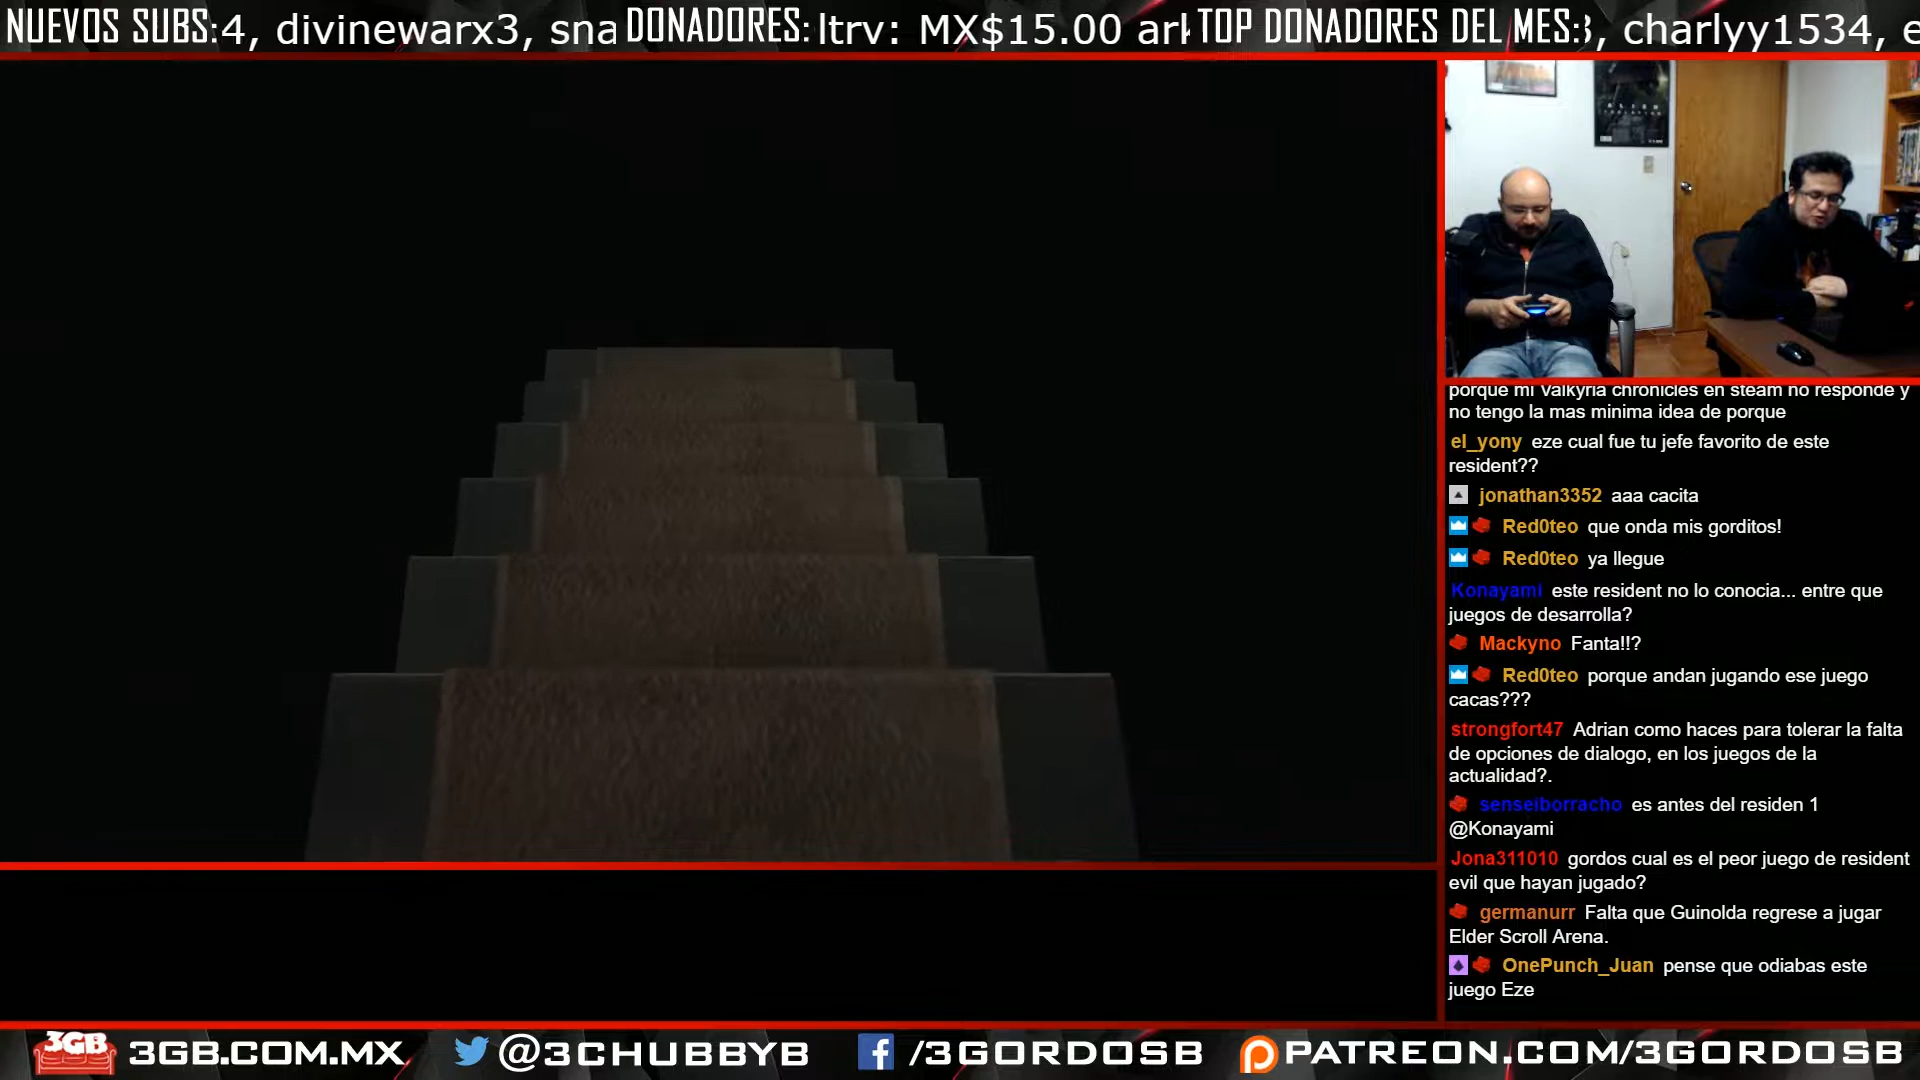 NUEVOS SUBS:4, divinewarx3, sna DONADORES: ltrv: MX$15.00 arl TOP DONADORES DEL MES: 3, charlyy1534, e
ALIEN
porque mi Valkyria chronicles en steam no responde y
no tengo la mas minima idea de porque
el_yony eze cual fue tu jefe favorito de este
resident??
jonathan3352 aaa cacita
Red0teo que onda mis gorditos!
Red0teo ya llegue
Konayami este resident no lo conocia... entre que
juegos de desarrolla?
Mackyno Fanta!!?
Red0teo porque andan jugando ese juego
cacas???
strongfort47 Adrian como haces para tolerar la falta
de opciones de dialogo, en los juegos de la
actualidad?.
senseiborracho es antes del residen 1
@Konayami
Jona311010 gordos cual es el peor juego de resident
evil que hayan jugado?
germanurr Falta que Guinolda regrese a jugar
Elder Scroll Arena.
OnePunch_Juan pense que odiabas este
juego Eze
3GB 3GB.COM.MX @3CHUBBYB /3GORDOSB PATREON.COM/3GORDOSB